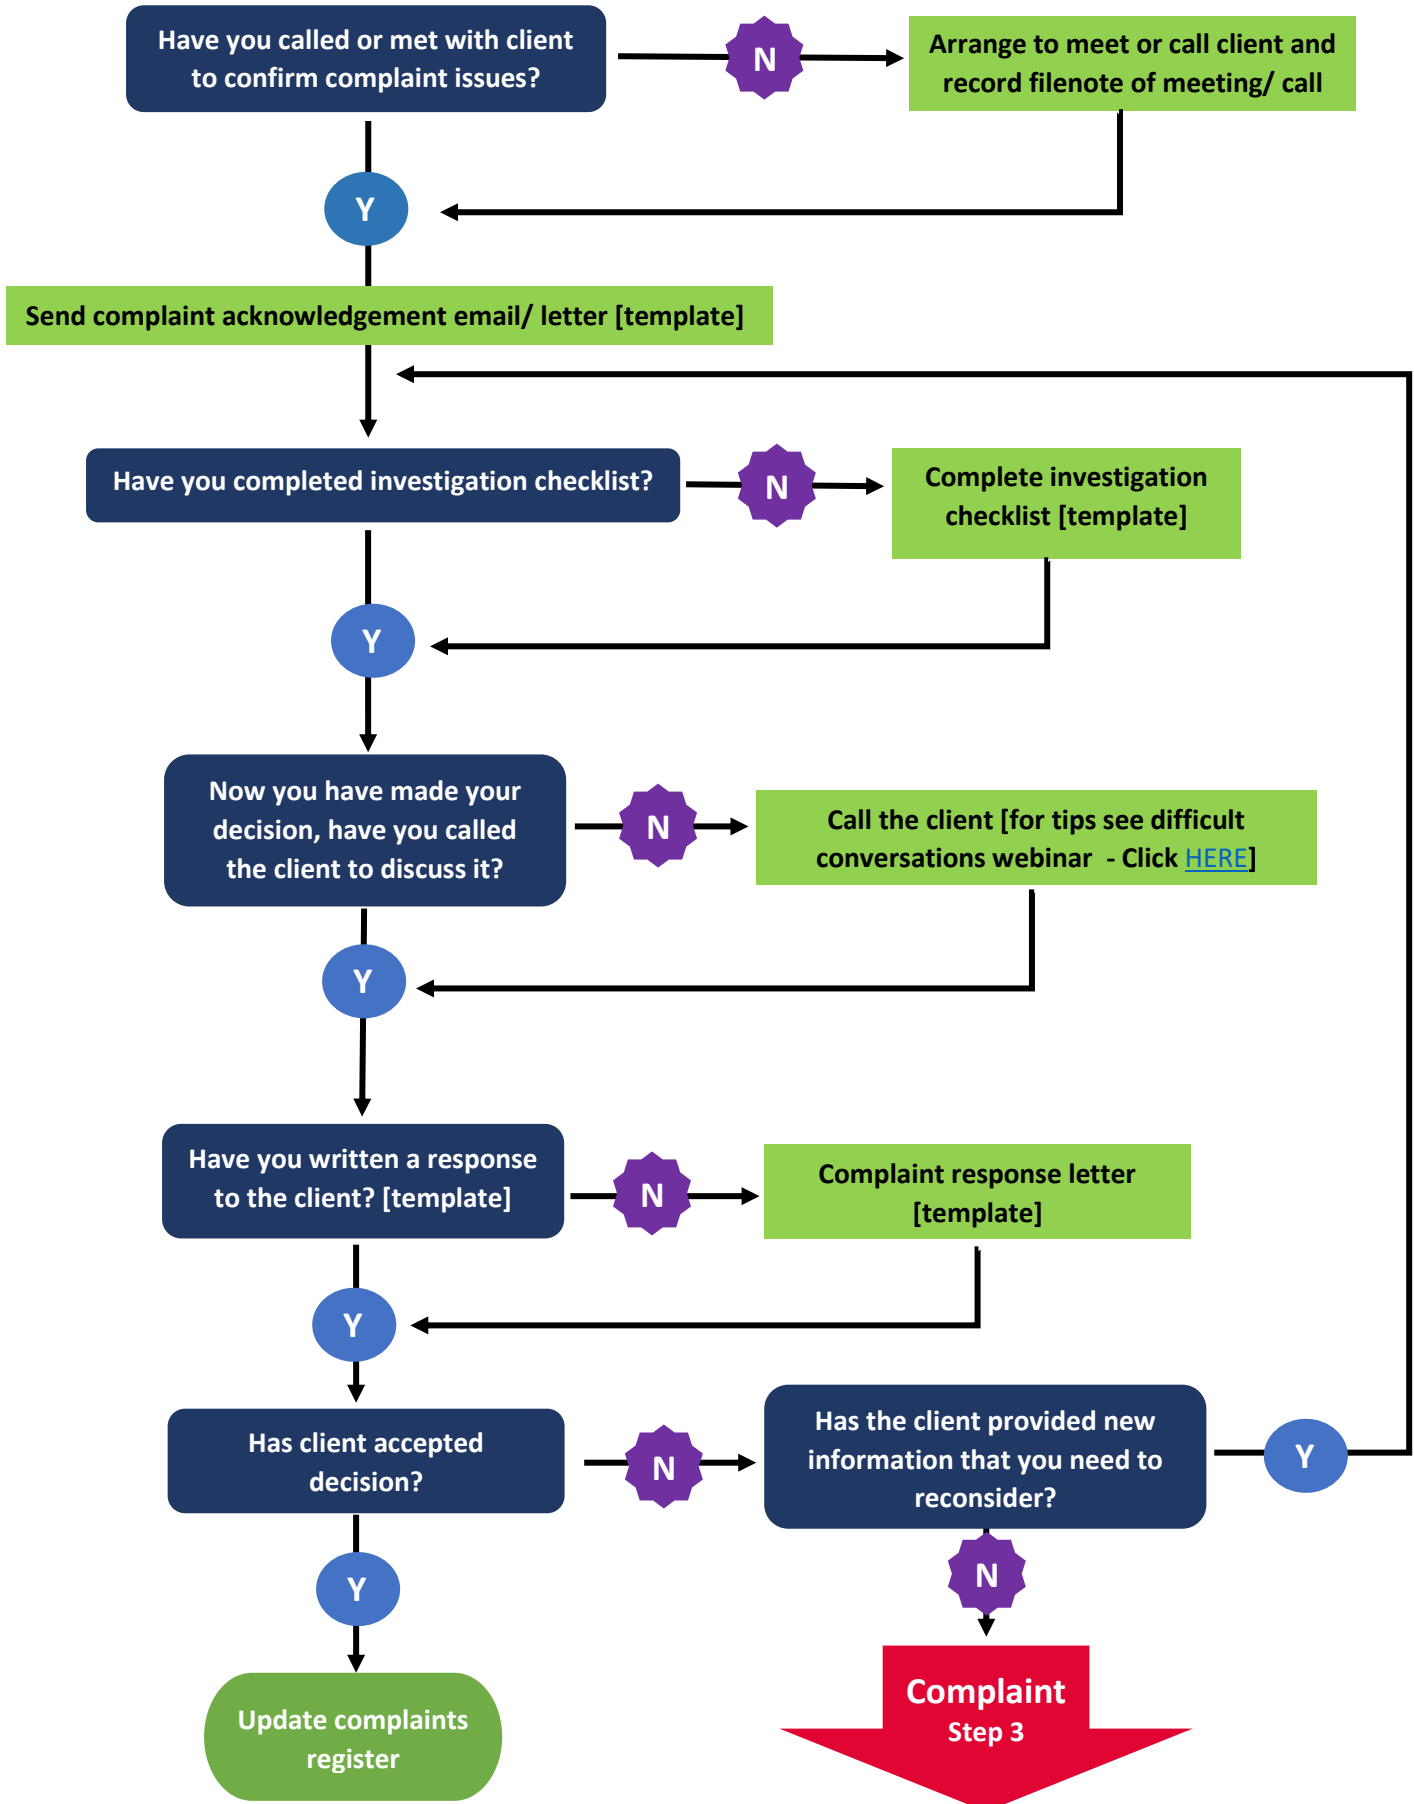 Have you called or met with client
to confirm complaint issues?
N
Arrange to meet or call client and
record filenote of meeting/ call
Y
Send complaint acknowledgement email/ letter [template]
Have you completed investigation checklist?
N
Complete investigation
checklist [template]
Y
Now you have made your
decision, have you called
the client to discuss it?
N
Call the client [for tips see difficult
conversations webinar  - Click HERE]
Y
Have you written a response
to the client? [template]
N
Complaint response letter
[template]
Y
Has client accepted
decision?
N
Has the client provided new
information that you need to
reconsider?
Y
Y
N
Update complaints
register
Complaint
Step 3